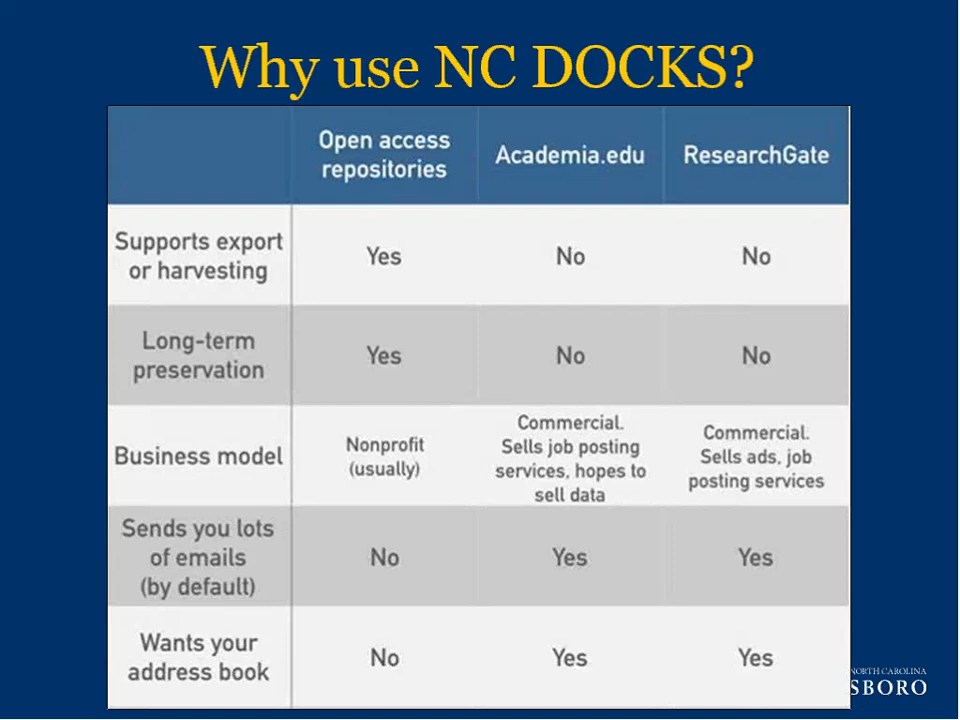 Why use NC DOCKS?
Open access
repositories
Academia.edu
ResearchGate
Supports export
or harvesting
Yes
No
No
Long-term
preservation
Yes
No
No
Business model
Nonprofit
(usually)
Commercial.
Sells job posting
services, hopes to
sell data
Commercial.
Sells ads, job
posting services
Sends you lots
of emails
(by default)
No
Yes
Yes
Wants your
address book
No
Yes
Yes
NORTH CAROLINA
SBORO